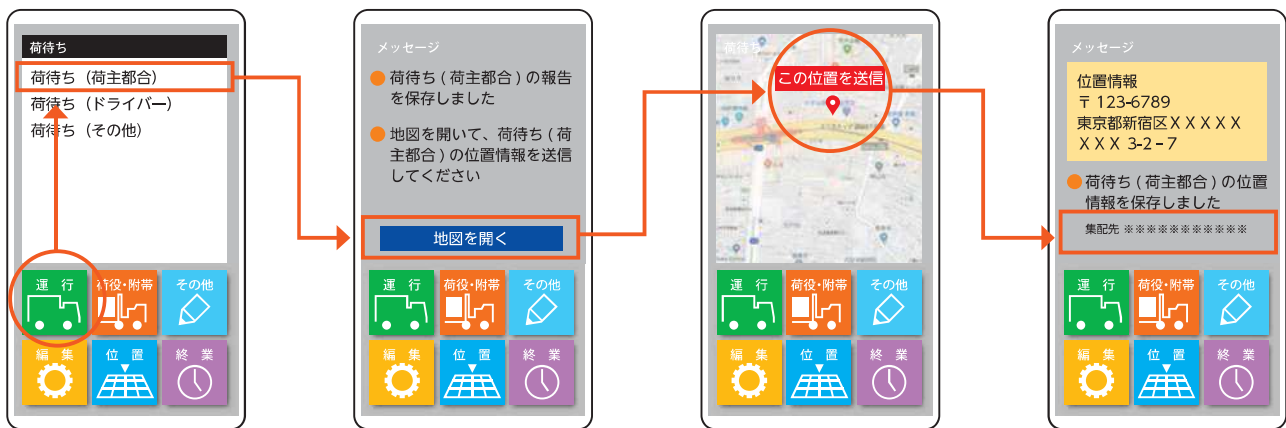 荷待ち
荷待ち（荷主都合）
荷待ち（ドライバー）
荷待ち（その他）
運 行
荷役・附帯
その他
編 集
位 置
終 業
メッセージ
荷待ち ( 荷主都合 ) の報告
を保存しました
地図を開いて、荷待ち ( 荷
主都合 ) の位置情報を送信
してください
地図を開く
運 行
荷役・附帯
その他
編 集
位 置
終 業
荷待ち
この位置を送信
運 行
荷役・附帯
その他
編 集
位 置
終 業
メッセージ
位置情報
〒 123-6789
東京都新宿区ＸＸＸＸＸ
ＸＸＸ 3-2－7
荷待ち ( 荷主都合 ) の位置
情報を保存しました
集配先 ※※※※※※※※※※※
運 行
荷役・附帯
その他
編 集
位 置
終 業